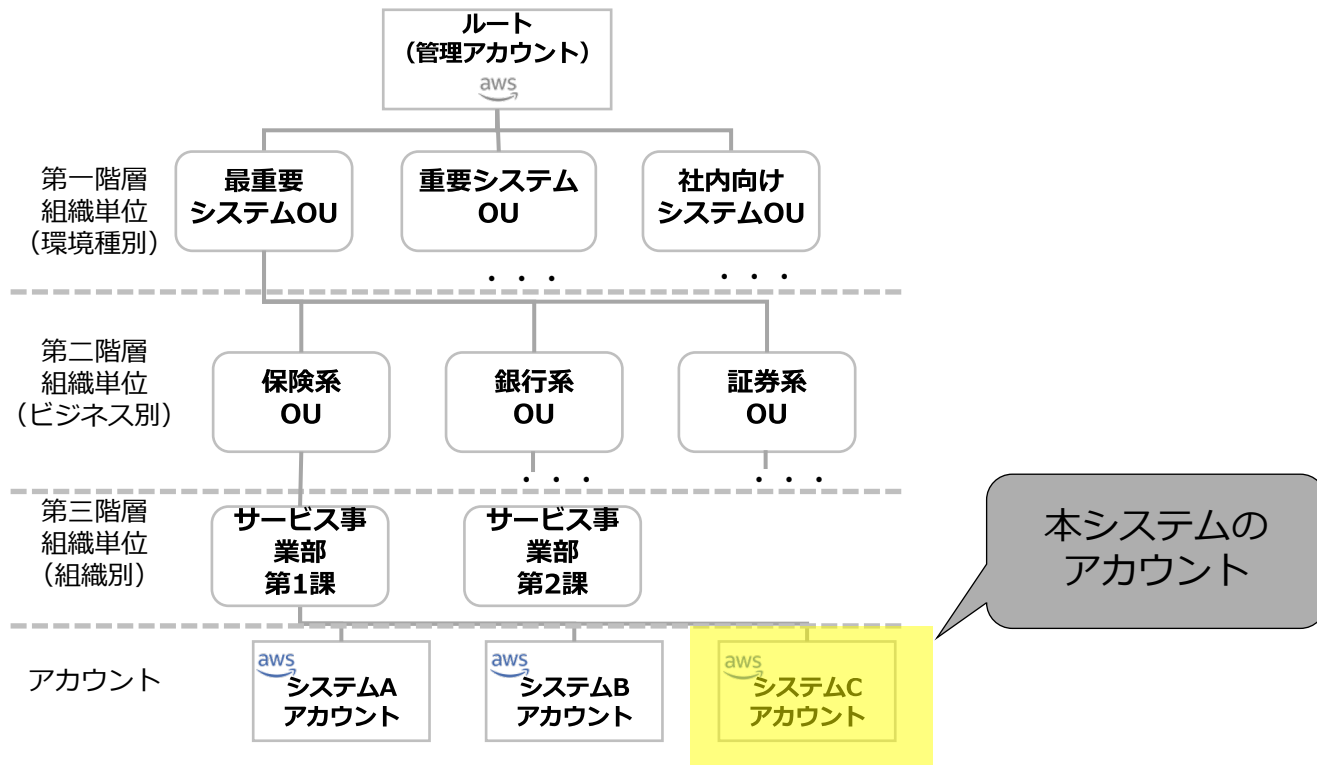 ルート
（管理アカウント）
aws
第一階層
組織単位
（環境種別）
最重要
システムOU
重要システム
OU
社内向け
システムOU
・・・
・・・
第二階層
組織単位
（ビジネス別）
保険系
OU
銀行系
OU
証券系
OU
・・・
・・・
第三階層
組織単位
（組織別）
サービス事
業部
第1課
サービス事
業部
第2課
本システムの
アカウント
アカウント
aws
システムA
アカウント
aws
システムB
アカウント
aws
システムC
アカウント